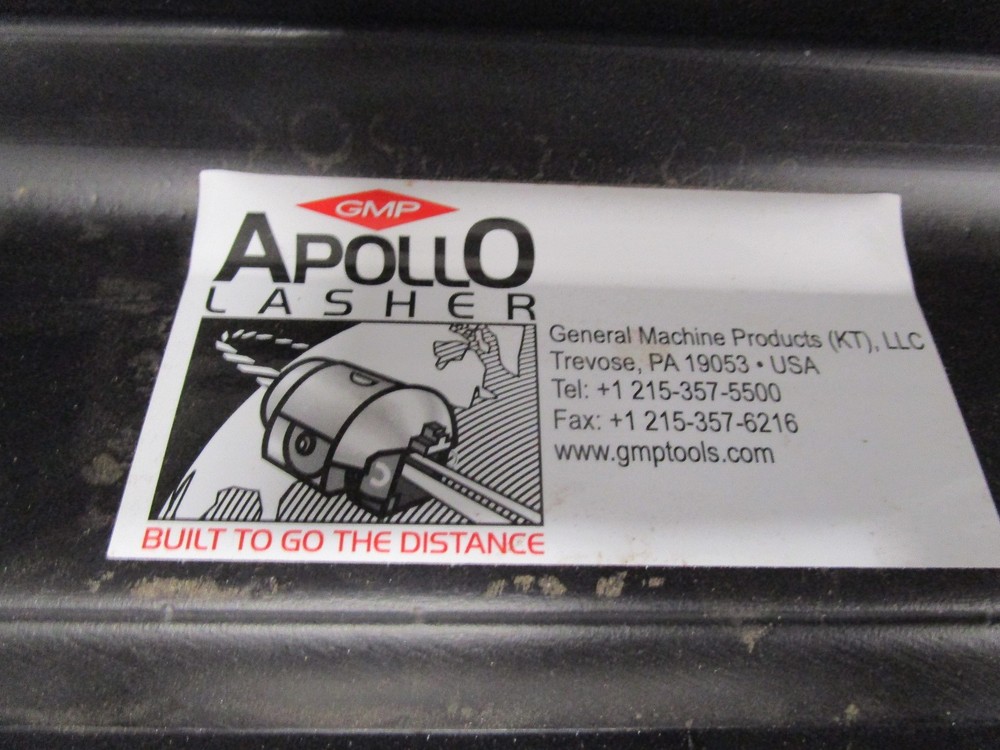 GMP
APOLLO
LASHER
BUILT TO GO THE DISTANCE
General Machine Products (KT), LLC
Trevose, PA 19053 • USA
Tel: +1 215-357-5500
Fax: +1 215-357-6216
www.gmptools.com